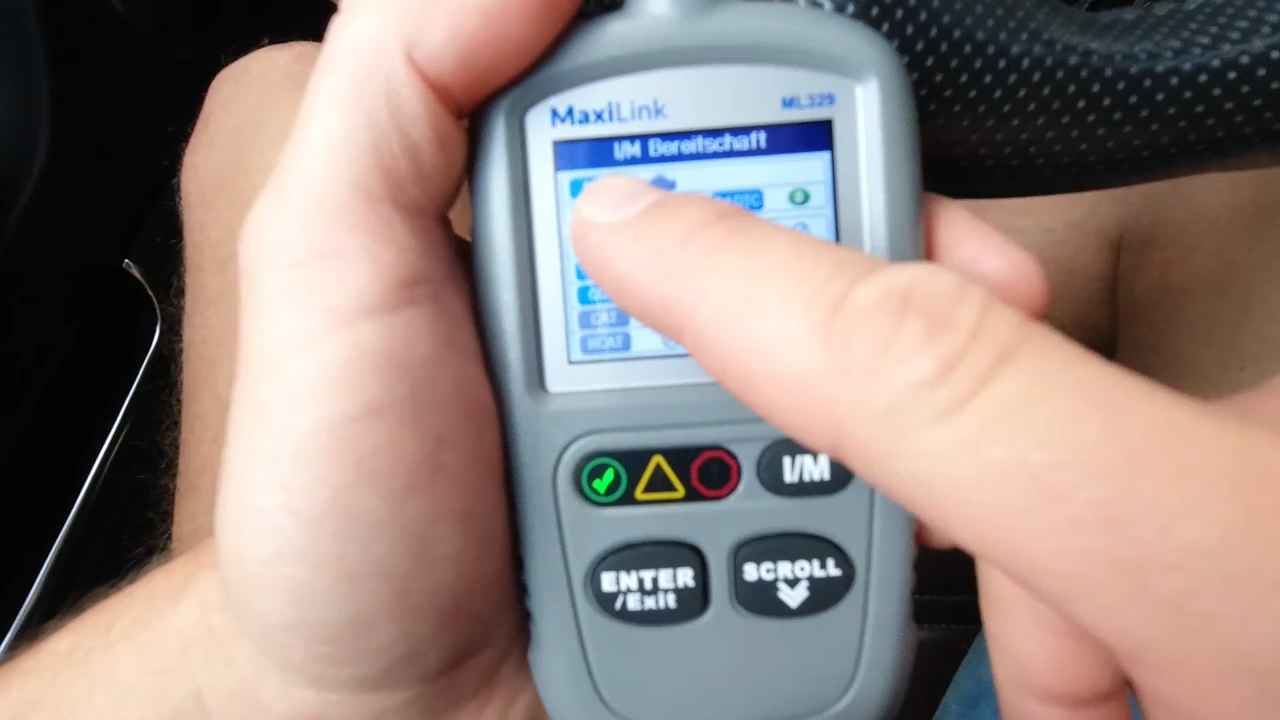 MaxiLink
ML329
I/M Bereitschaft
CAT
HCAT
I/M
ENTER
/Exit
SCROLL